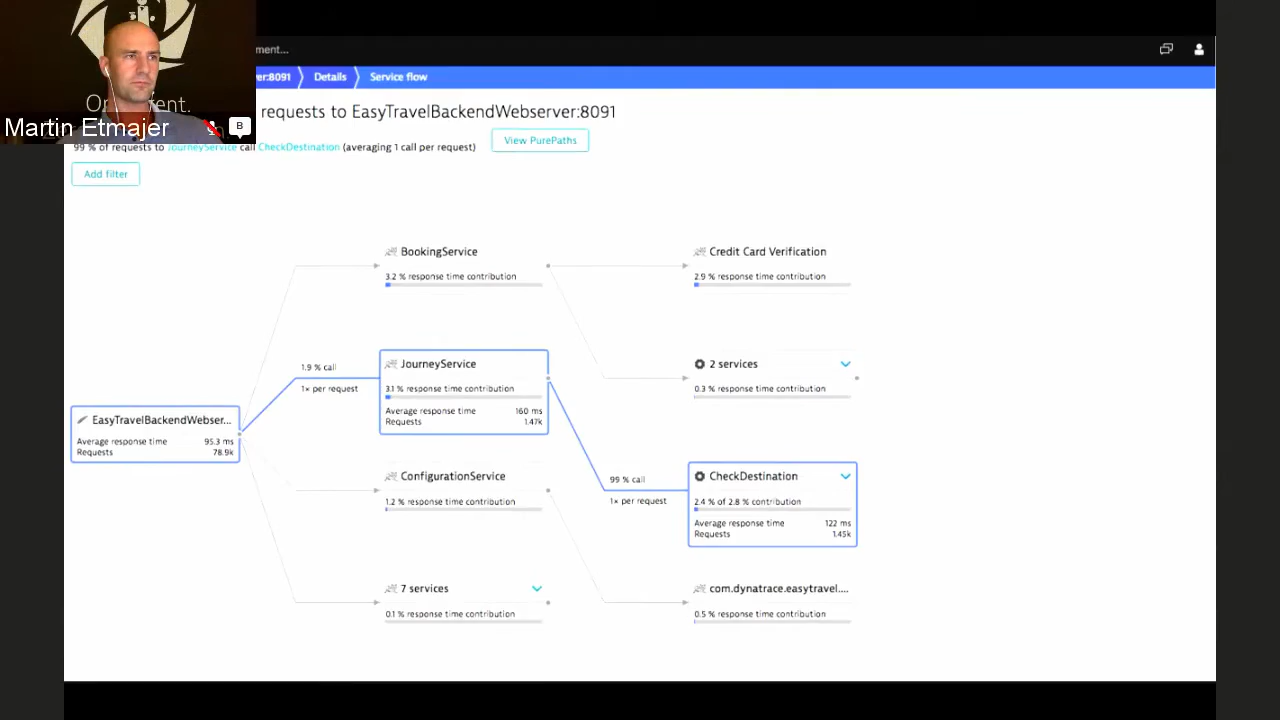 ment...
er:8091
Details
Service flow
requests to EasyTravelBackendWebserver:8091
Martin Etmajer
B
99 % of requests to JourneyService call CheckDestination (averaging 1 call per request)
View PurePaths
Add filter
BookingService
3.2 % response time contribution
Credit Card Verification
2.9 % response time contribution
1.9 % call
1× per request
JourneyService
3.1 % response time contribution
Average response time 160 ms
Requests 1.47k
2 services
0.3 % response time contribution
EasyTravelBackendWebser...
Average response time 95.3 ms
Requests 78.9k
ConfigurationService
1.2 % response time contribution
99 % call
1× per request
CheckDestination
2.4 % of 2.8 % contribution
Average response time 122 ms
Requests 1.45k
7 services
0.1 % response time contribution
com.dynatrace.easytravel....
0.5 % response time contribution